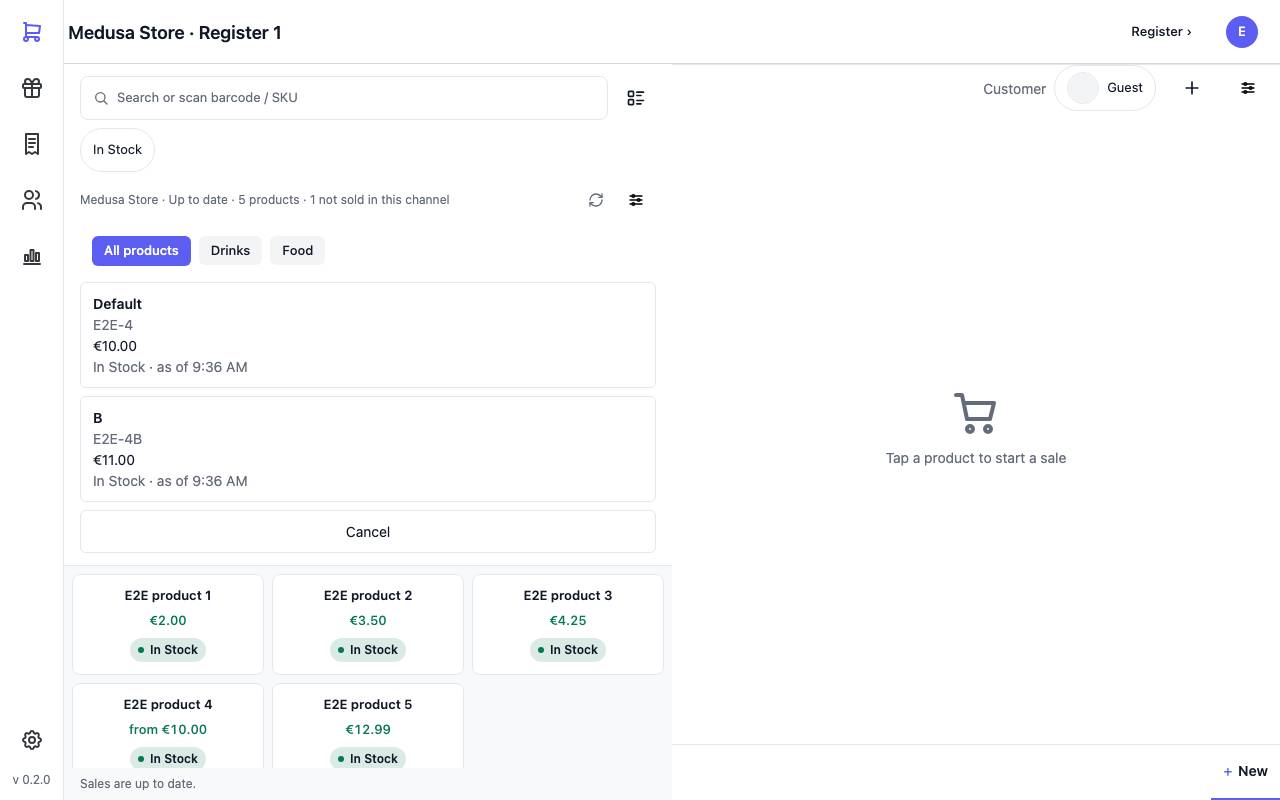 Medusa Store · Register 1
Register ›
E
Search or scan barcode / SKU
Customer
Guest
In Stock
Medusa Store · Up to date · 5 products · 1 not sold in this channel
All products
Drinks
Food
Default
E2E-4
€10.00
In Stock · as of 9:36 AM
B
E2E-4B
€11.00
In Stock · as of 9:36 AM
Cancel
Tap a product to start a sale
E2E product 1
€2.00
In Stock
E2E product 2
€3.50
In Stock
E2E product 3
€4.25
In Stock
E2E product 4
from €10.00
In Stock
E2E product 5
€12.99
In Stock
Sales are up to date.
v 0.2.0
+ New